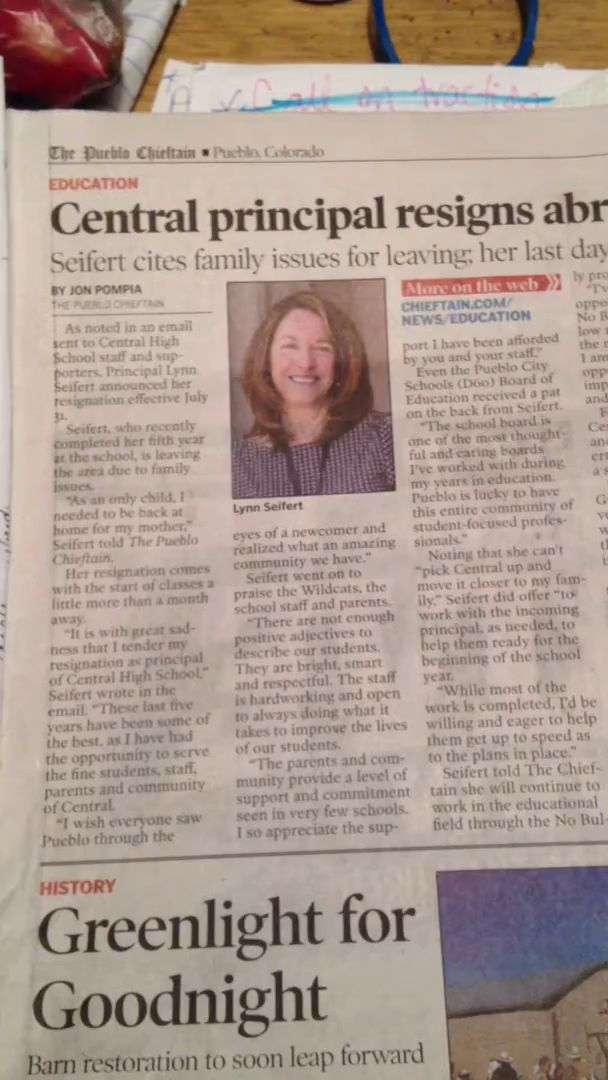 Call on traction
The Pueblo Chieftain ■ Pueblo, Colorado
EDUCATION
Central principal resigns abr
Seifert cites family issues for leaving; her last day
BY JON POMPIA
THE PUEBLO CHIEFTAIN
As noted in an email
sent to Central High
School staff and sup-
porters, Principal Lynn
Seifert announced her
resignation effective July
31.
Seifert, who recently
completed her fifth year
at the school, is leaving
the area due to family
issues.
"As an only child, I
needed to be back at
home for my mother,"
Seifert told The Pueblo
Chieftain.
Her resignation comes
with the start of classes a
little more than a month
away.
"It is with great sad-
ness that I tender my
resignation as principal
of Central High School,"
Seifert wrote in the
email. "These last five
years have been some of
the best, as I have had
the opportunity to serve
the fine students, staff,
parents and community
of Central.
"I wish everyone saw
Pueblo through the
Lynn Seifert
eyes of a newcomer and
realized what an amazing
community we have."
Seifert went on to
praise the Wildcats, the
school staff and parents.
"There are not enough
positive adjectives to
describe our students.
They are bright, smart
and respectful. The staff
is hardworking and open
to always doing what it
takes to improve the lives
of our students.
"The parents and com-
munity provide a level of
support and commitment
seen in very few schools.
I so appreciate the sup-
More on the web
CHIEFTAIN.COM/
NEWS/EDUCATION
port I have been afforded
by you and your staff."
Even the Pueblo City
Schools (D60) Board of
Education received a pat
on the back from Seifert.
"The school board is
one of the most thought-
ful and caring boards
I've worked with during
my years in education.
Pueblo is lucky to have
this entire community of
student-focused profes-
sionals."
Noting that she can't
"pick Central up and
move it closer to my fam-
ily," Seifert did offer "to
work with the incoming
principal, as needed, to
help them ready for the
beginning of the school
year.
"While most of the
work is completed, I'd be
willing and eager to help
them get up to speed as
to the plans in place."
Seifert told The Chief-
tain she will continue to
work in the educational
field through the No Bul-
ly pro
"I'v
oppo
No B
low
the
I am
opp
imp
and
Ce
an
HISTORY
Greenlight for
Goodnight
Barn restoration to soon leap forward